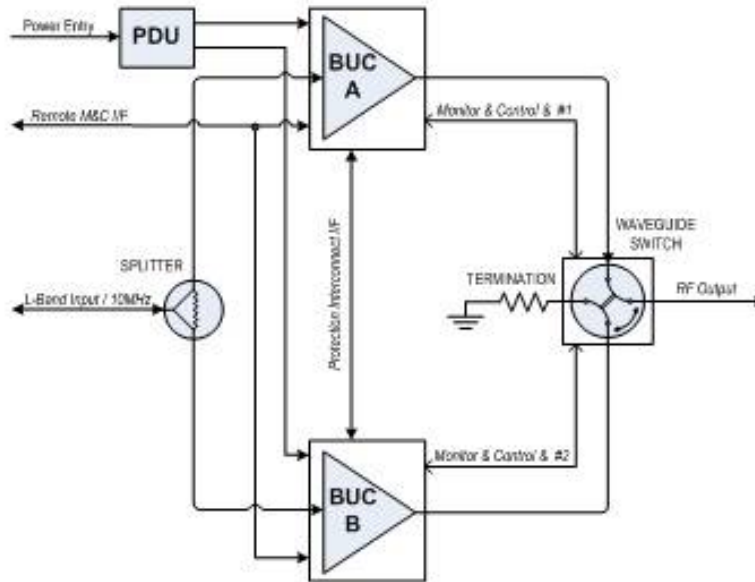 Power Entry
PDU
BUC
A
Remote M&C I/F
Monitor & Control & #1
Protection Interconnect I/F
WAVEGUIDE
SWITCH
SPLITTER
TERMINATION
L-Band Input / 10MHz
RF Output
Monitor & Control & #2
BUC
B